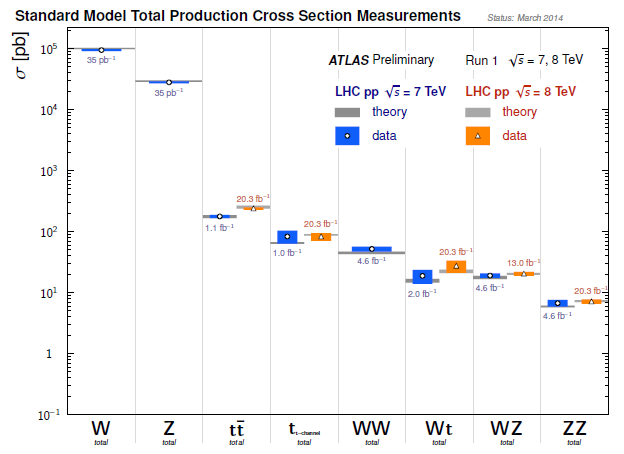 Standard Model Total Production Cross Section Measurements Status: March 2014
σ [pb]
ATLAS Preliminary Run 1 √s = 7, 8 TeV
LHC pp √s = 7 TeV LHC pp √s = 8 TeV
theory theory
data data
10⁵
10⁴
10³
10²
10¹
1
10⁻¹
35 pb⁻¹
35 pb⁻¹
1.1 fb⁻¹
20.3 fb⁻¹
1.0 fb⁻¹
20.3 fb⁻¹
4.6 fb⁻¹
2.0 fb⁻¹
20.3 fb⁻¹
4.6 fb⁻¹
13.0 fb⁻¹
4.6 fb⁻¹
20.3 fb⁻¹
W Z tt̄ t t−channel WW Wt WZ ZZ
total total total total total total total total